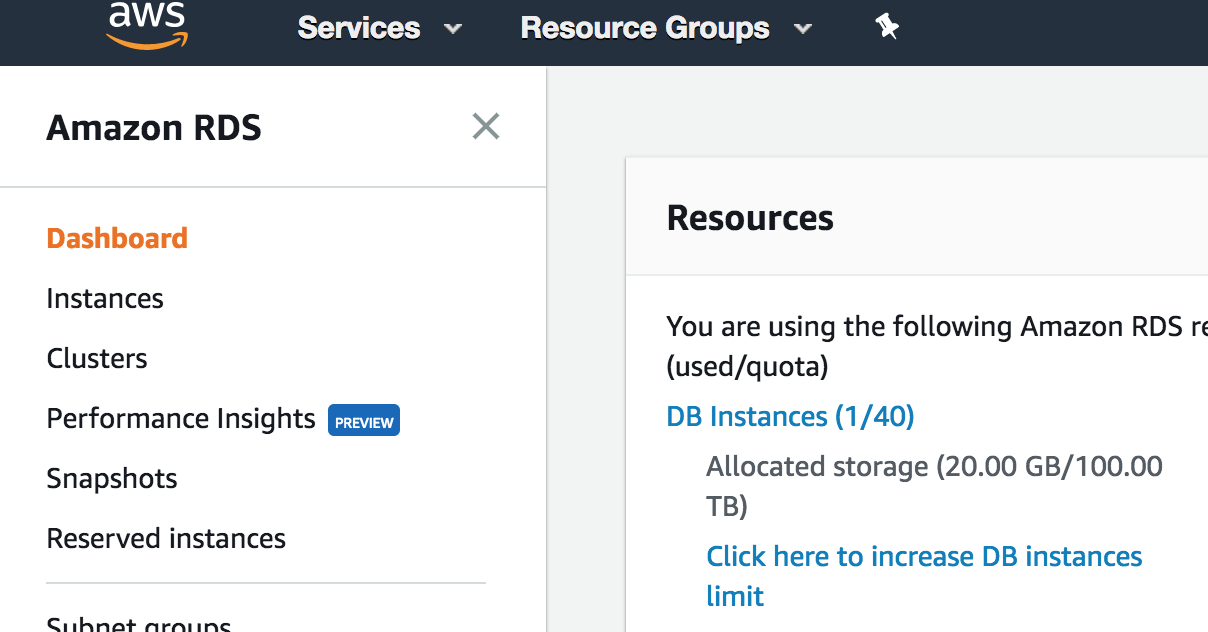 aws
Services
Resource Groups
Amazon RDS
Dashboard
Instances
Clusters
Performance Insights PREVIEW
Snapshots
Reserved instances
Subnet groups
Resources
You are using the following Amazon RDS
(used/quota)
DB Instances (1/40)
Allocated storage (20.00 GB/100.00
TB)
Click here to increase DB instances
limit